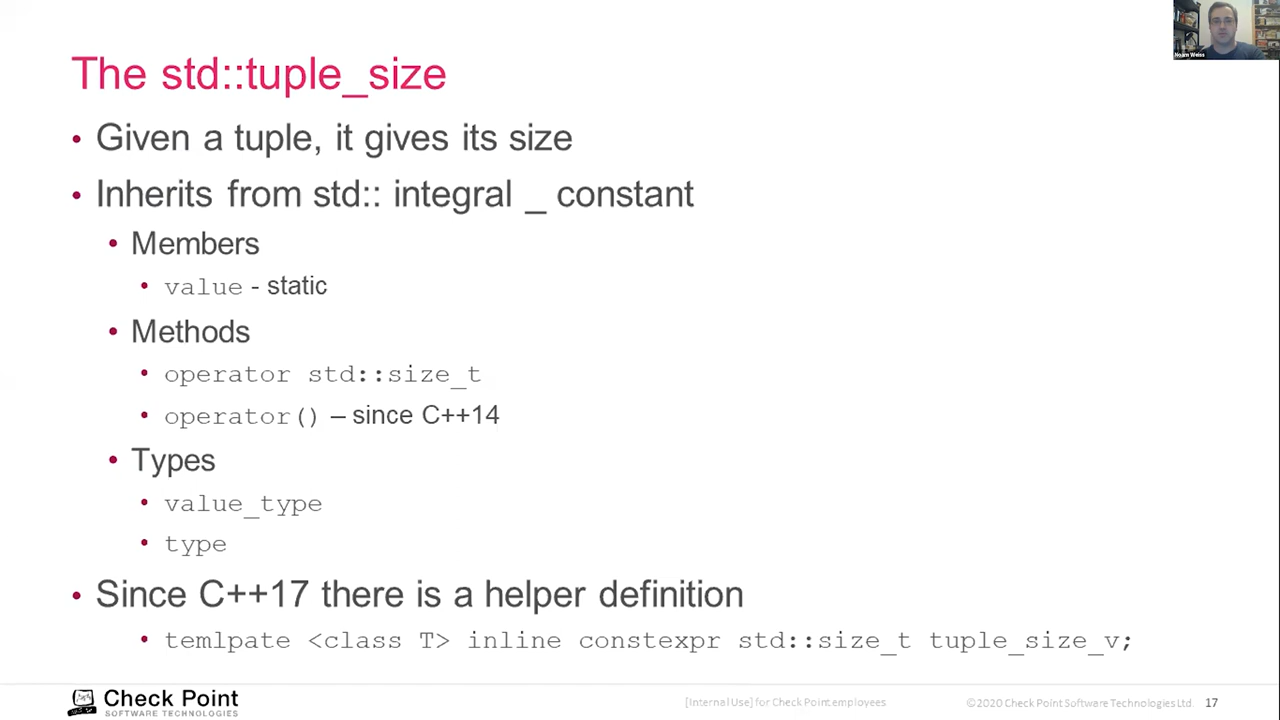 Noam Weiss
The std::tuple_size
• Given a tuple, it gives its size
• Inherits from std:: integral _ constant
• Members
• value - static
• Methods
• operator std::size_t
• operator() – since C++14
• Types
• value_type
• type
• Since C++17 there is a helper definition
• temlpate <class T> inline constexpr std::size_t tuple_size_v;
Check Point
SOFTWARE TECHNOLOGIES
[Internal Use] for Check Point employees
©2020 Check Point Software Technologies Ltd.
17